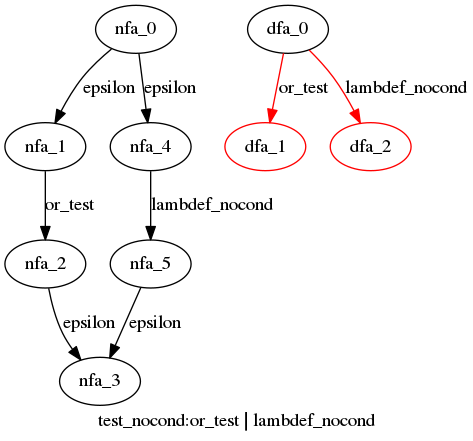 nfa_0
dfa_0
epsilon
epsilon
or_test
lambdef_nocond
nfa_1
nfa_4
dfa_1
dfa_2
or_test
lambdef_nocond
nfa_2
nfa_5
epsilon
epsilon
nfa_3
test_nocond:or_test | lambdef_nocond